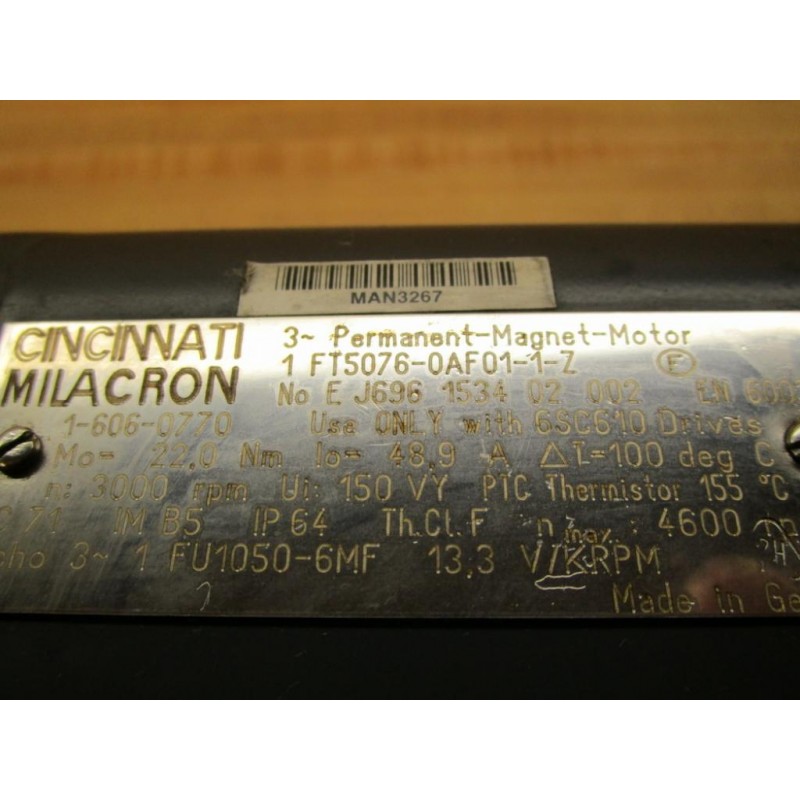 MAN3267
CINCINNATI
MILACRON
3~ Permanent-Magnet-Motor
1 FT5076-0AF01-1-Z F
No E J696 1534 02 002 EN
1-606-0770 Use ONLY with 6SC610 Drives
Mo= 22.0 Nm Io= 48,9 A ΔT=100 deg C
n: 3000 rpm Ui: 150 VY PTC Thermistor 155 °C
IM B5 IP 64 Th.Cl.F n max.: 4600
3~ 1 FU1050-6MF 13,3 V/KRPM
Made in